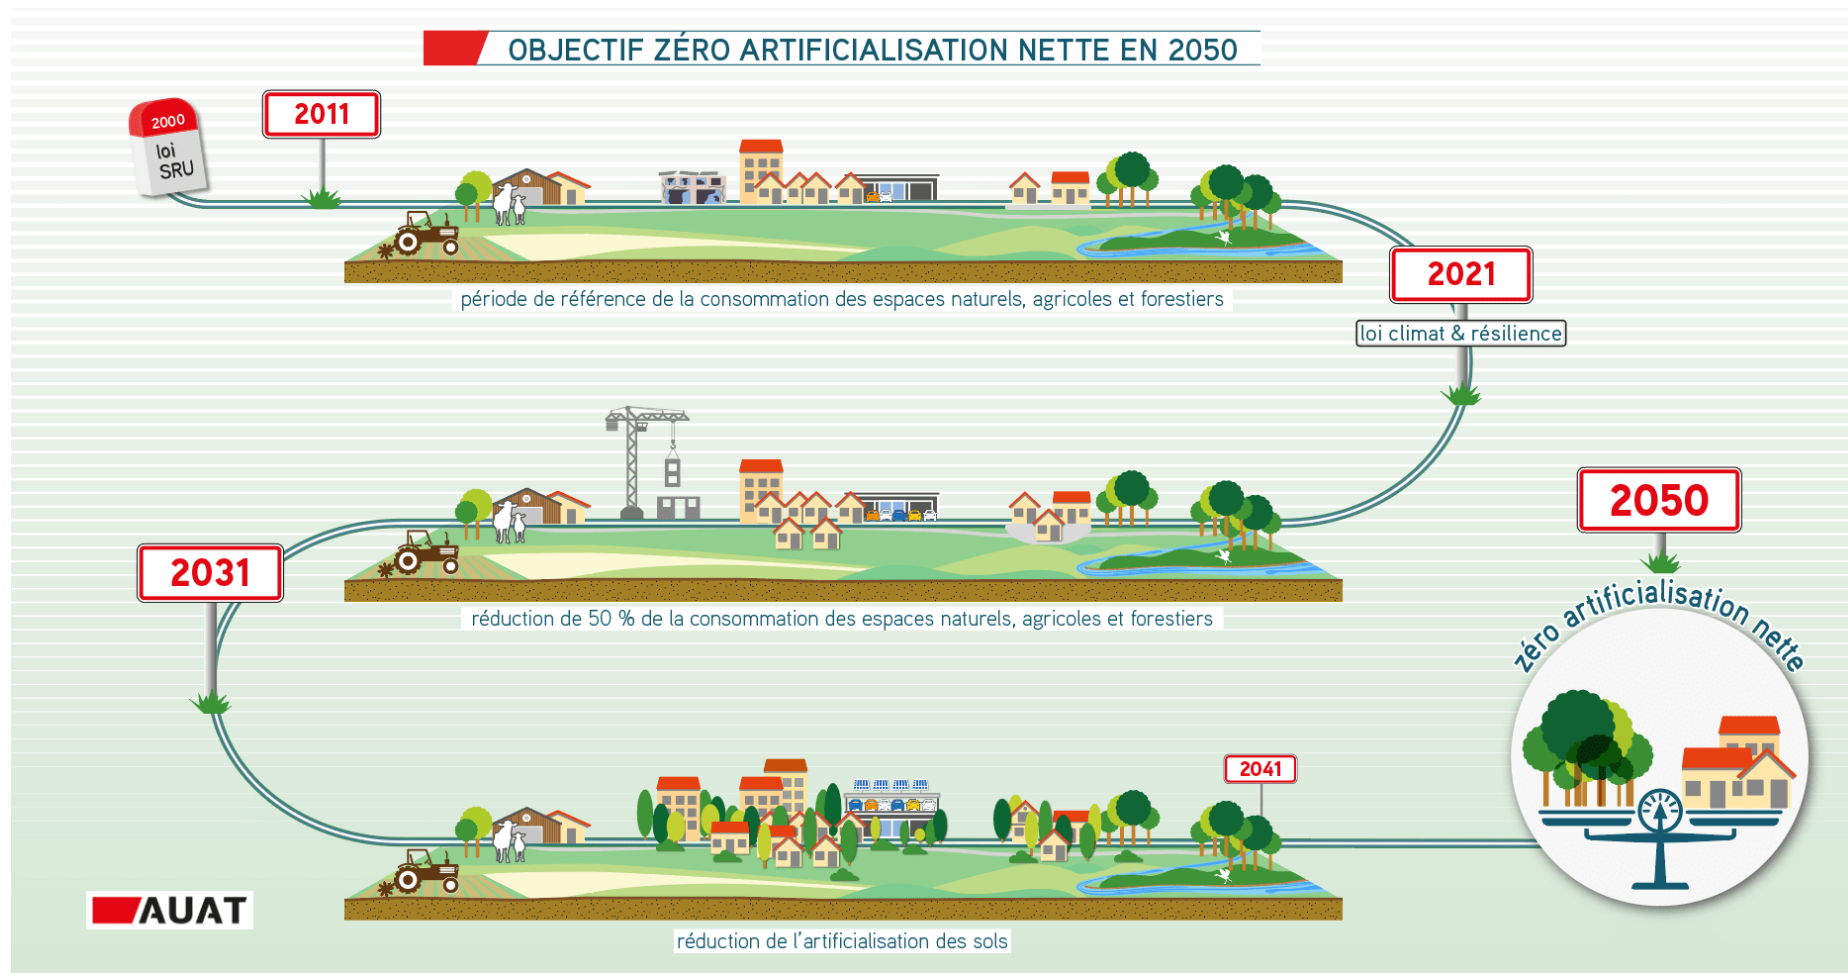 OBJECTIF ZÉRO ARTIFICIALISATION NETTE EN 2050
2000
loi
SRU
2011
période de référence de la consommation des espaces naturels, agricoles et forestiers
2021
loi climat & résilience
réduction de 50 % de la consommation des espaces naturels, agricoles et forestiers
2031
2041
réduction de l'artificialisation des sols
2050
zéro artificialisation nette
AUAT